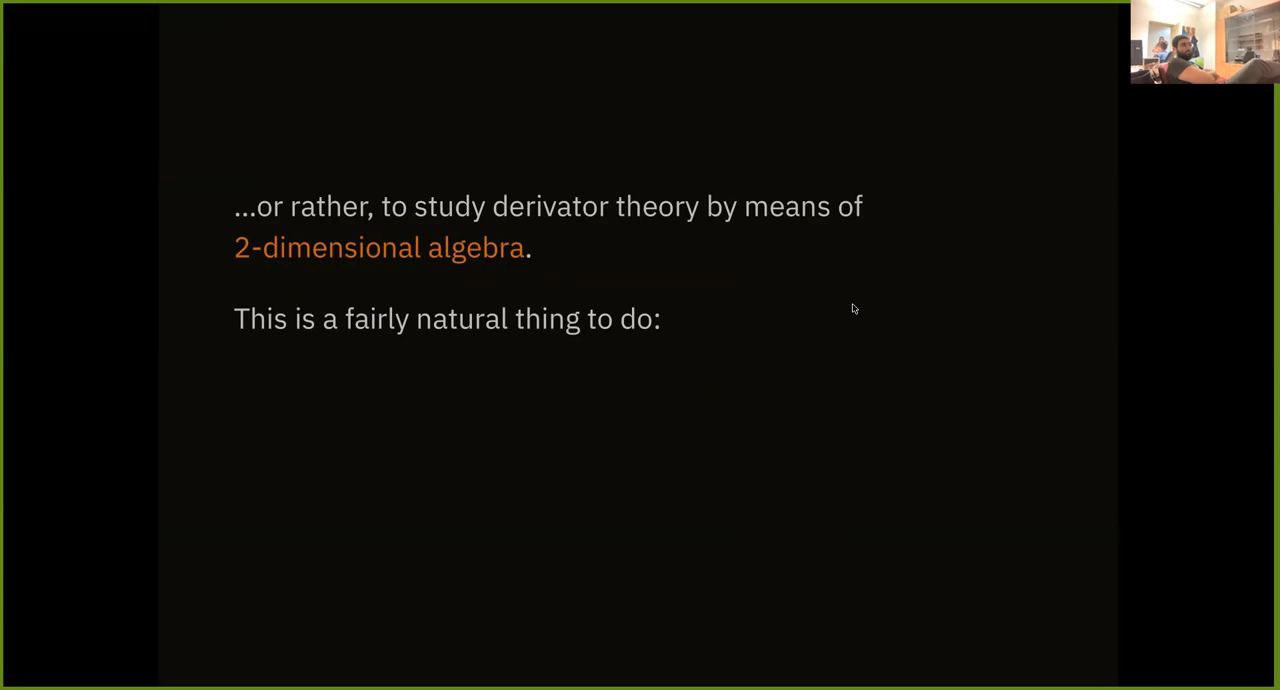 ...or rather, to study derivator theory by means of
2-dimensional algebra.
This is a fairly natural thing to do: